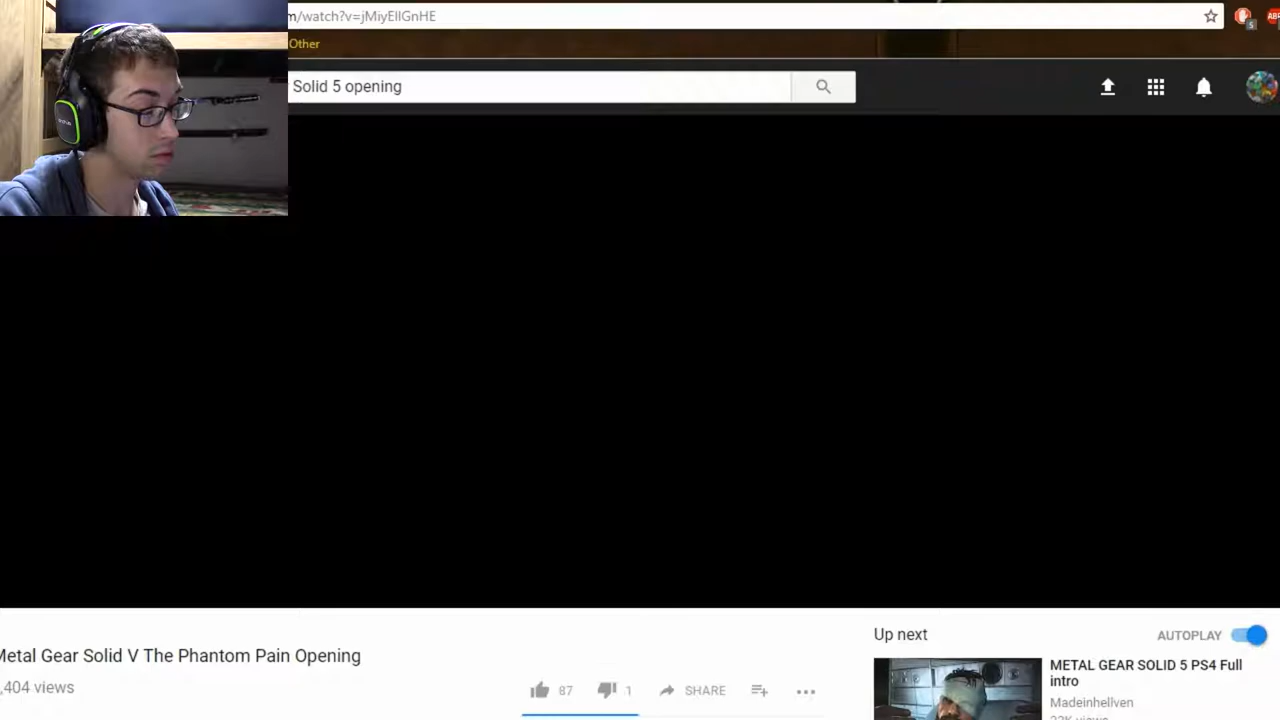 m/watch?v=jMiyEIlGnHE
Other
Solid 5 opening
Metal Gear Solid V The Phantom Pain Opening
,404 views
87
1
SHARE
Up next
AUTOPLAY
METAL GEAR SOLID 5 PS4 Full
intro
Madeinhellven